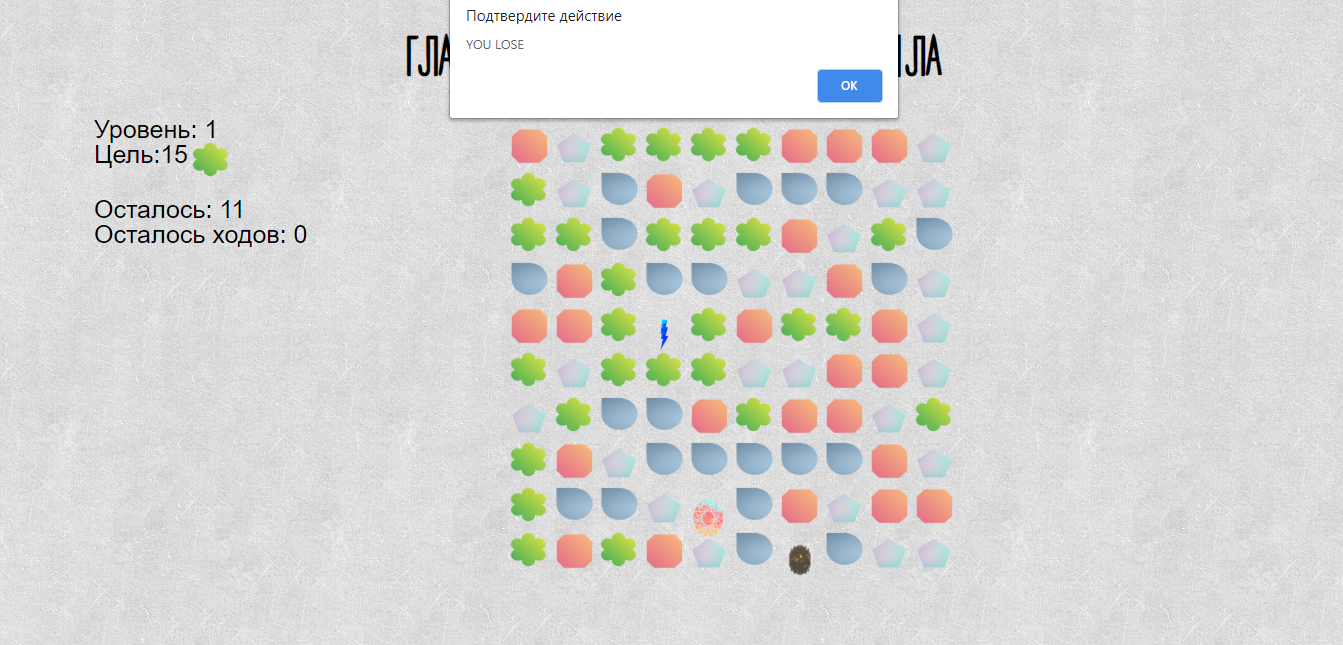 Подтвердите действие
YOU LOSE
OK
Уровень: 1
Цель:15
Осталось: 11
Осталось ходов: 0